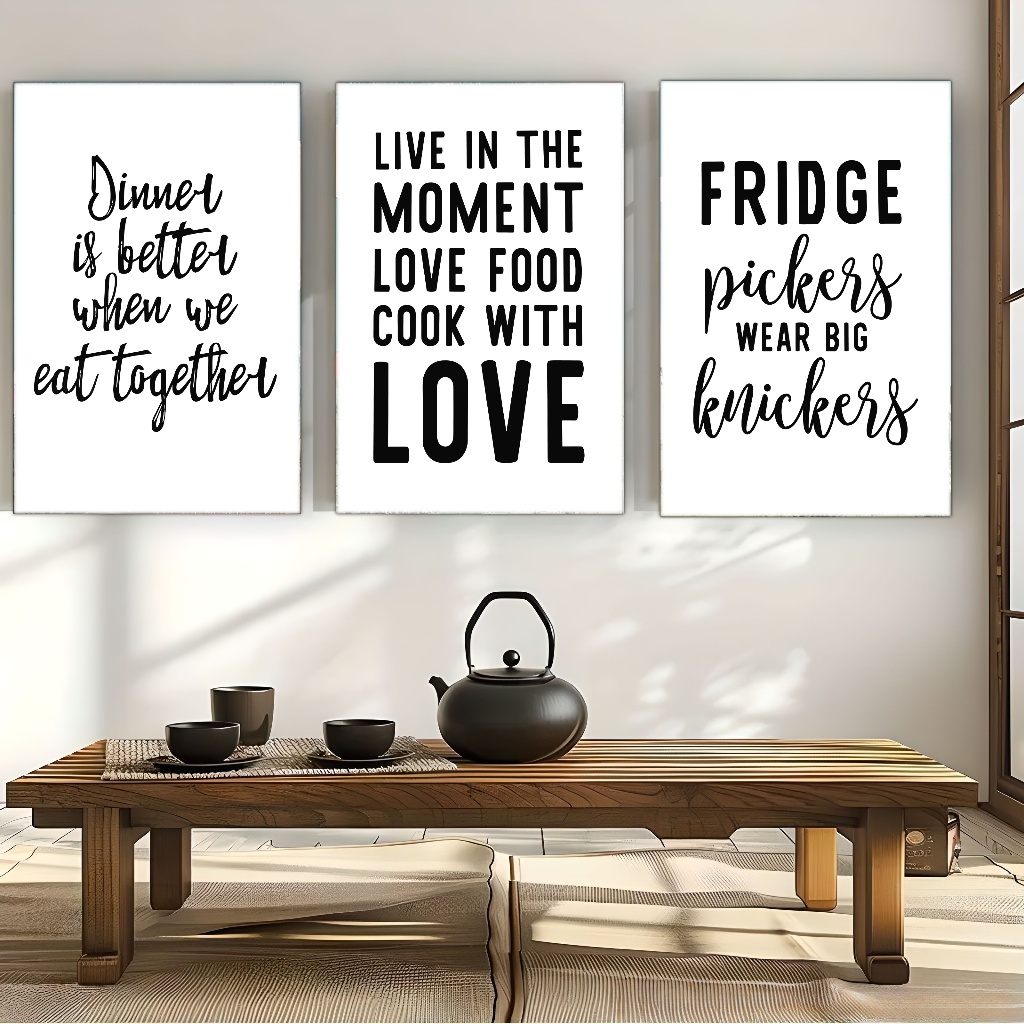 Dinner
is better
when we
eat together
LIVE IN THE
MOMENT
LOVE FOOD
COOK WITH
LOVE
FRIDGE
pickers
WEAR BIG
knickers